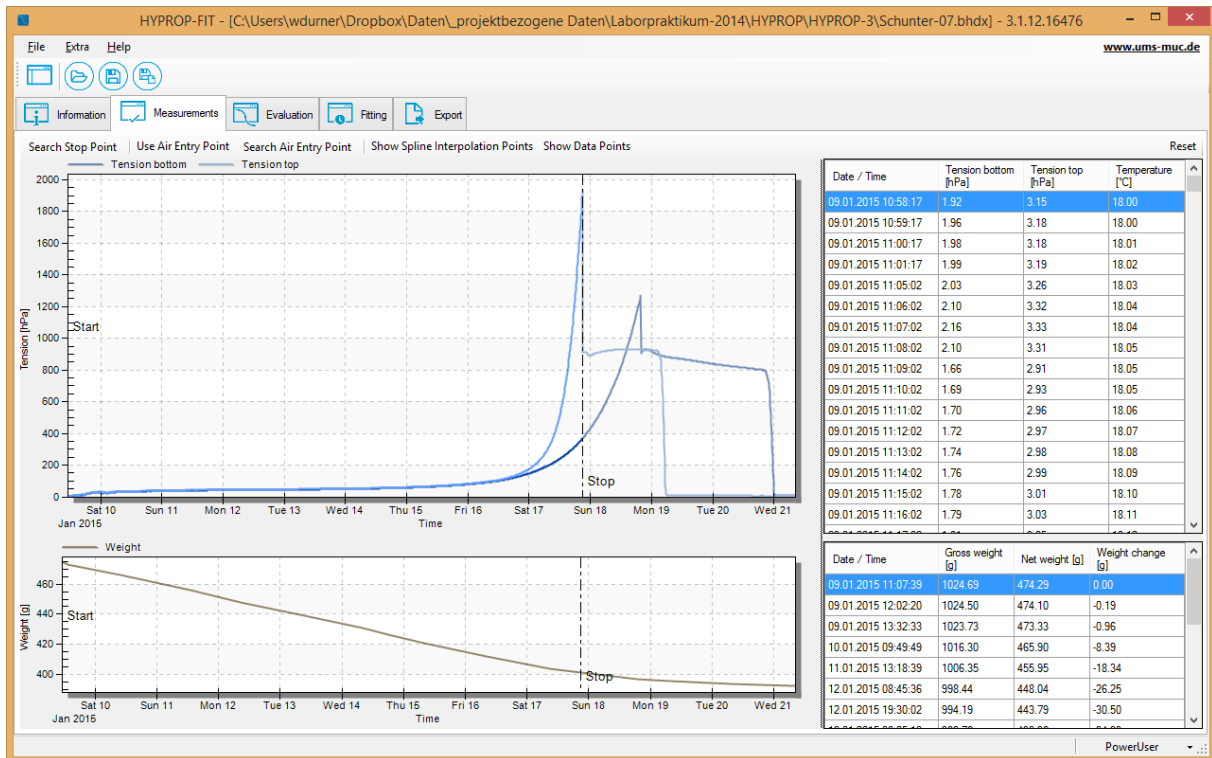 HYPROP-FIT - [C:\Users\wdurner\Dropbox\Daten\_projektbezogene Daten\Laborpraktikum-2014\HYPROP\HYPROP-3\Schunter-07.bhdx] - 3.1.12.16476
File Extra Help www.ums-muc.de
Information Measurements Evaluation Fitting Export
Search Stop Point Use Air Entry Point Search Air Entry Point Show Spline Interpolation Points Show Data Points Reset
Tension bottom Tension top
Tension [hPa]
2000
1800
1600
1400
1200
1000
800
600
400
200
0
Start
Stop
Sat 10 Sun 11 Mon 12 Tue 13 Wed 14 Thu 15 Fri 16 Sat 17 Sun 18 Mon 19 Tue 20 Wed 21
Jan 2015
Time
Date / Time Tension bottom [hPa] Tension top [hPa] Temperature [°C]
09.01.2015 10:58:17 1.92 3.15 18.00
09.01.2015 10:59:17 1.96 3.18 18.00
09.01.2015 11:00:17 1.98 3.18 18.01
09.01.2015 11:01:17 1.99 3.19 18.02
09.01.2015 11:05:02 2.03 3.26 18.03
09.01.2015 11:06:02 2.10 3.32 18.04
09.01.2015 11:07:02 2.16 3.33 18.04
09.01.2015 11:08:02 2.10 3.31 18.05
09.01.2015 11:09:02 1.66 2.91 18.05
09.01.2015 11:10:02 1.69 2.93 18.05
09.01.2015 11:11:02 1.70 2.96 18.06
09.01.2015 11:12:02 1.72 2.97 18.07
09.01.2015 11:13:02 1.74 2.98 18.08
09.01.2015 11:14:02 1.76 2.99 18.09
09.01.2015 11:15:02 1.78 3.01 18.10
09.01.2015 11:16:02 1.79 3.03 18.11
Weight
Weight [g]
460
440
420
400
Start
Stop
Sat 10 Sun 11 Mon 12 Tue 13 Wed 14 Thu 15 Fri 16 Sat 17 Sun 18 Mon 19 Tue 20 Wed 21
Jan 2015
Time
Date / Time Gross weight [g] Net weight [g] Weight change [g]
09.01.2015 11:07:39 1024.69 474.29 0.00
09.01.2015 12:02:20 1024.50 474.10 -0.19
09.01.2015 13:32:33 1023.73 473.33 -0.96
10.01.2015 09:49:49 1016.30 465.90 -8.39
11.01.2015 13:18:39 1006.35 455.95 -18.34
12.01.2015 08:45:36 998.44 448.04 -26.25
12.01.2015 19:30:02 994.19 443.79 -30.50
PowerUser